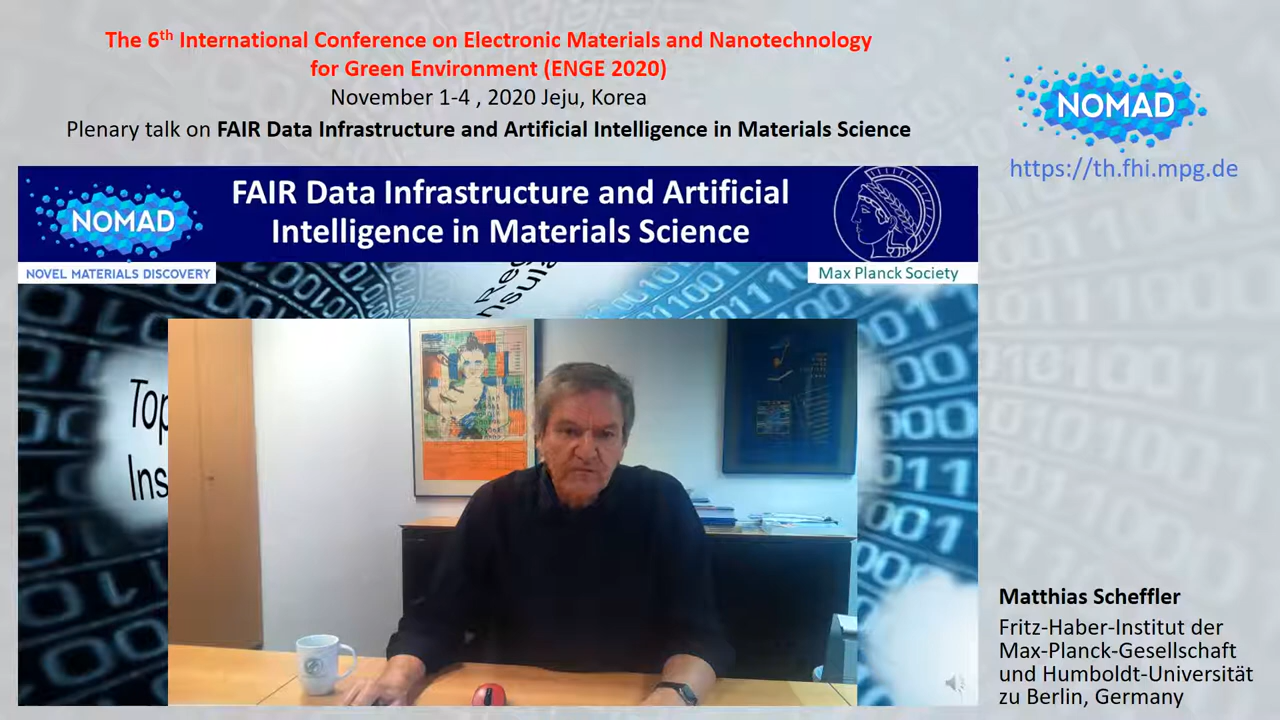 The 6th International Conference on Electronic Materials and Nanotechnology
for Green Environment (ENGE 2020)
November 1-4 , 2020 Jeju, Korea
Plenary talk on FAIR Data Infrastructure and Artificial Intelligence in Materials Science
NOMAD
https://th.fhi.mpg.de
NOMAD
FAIR Data Infrastructure and Artificial
Intelligence in Materials Science
NOVEL MATERIALS DISCOVERY
Max Planck Society
Top
Ins
Matthias Scheffler
Fritz-Haber-Institut der
Max-Planck-Gesellschaft
und Humboldt-Universität
zu Berlin, Germany